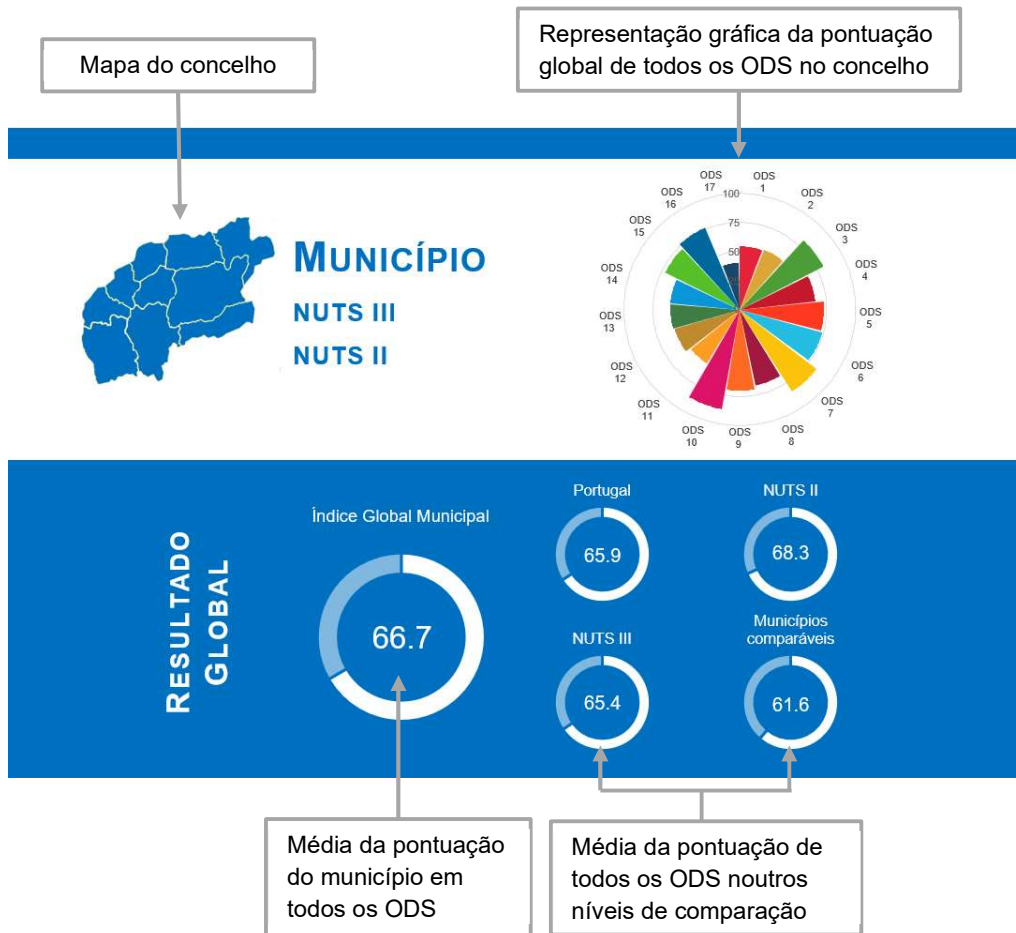 Mapa do concelho
Representação gráfica da pontuação
global de todos os ODS no concelho
MUNICÍPIO
NUTS III
NUTS II
ODS
17
ODS
1
ODS
2
ODS
3
ODS
4
ODS
5
ODS
6
ODS
7
ODS
8
ODS
9
ODS
10
ODS
11
ODS
12
ODS
13
ODS
14
ODS
15
ODS
16
100
75
50
RESULTADO
GLOBAL
Índice Global Municipal
66.7
Portugal
65.9
NUTS II
68.3
NUTS III
65.4
Municípios
comparáveis
61.6
Média da pontuação
do município em
todos os ODS
Média da pontuação de
todos os ODS noutros
níveis de comparação